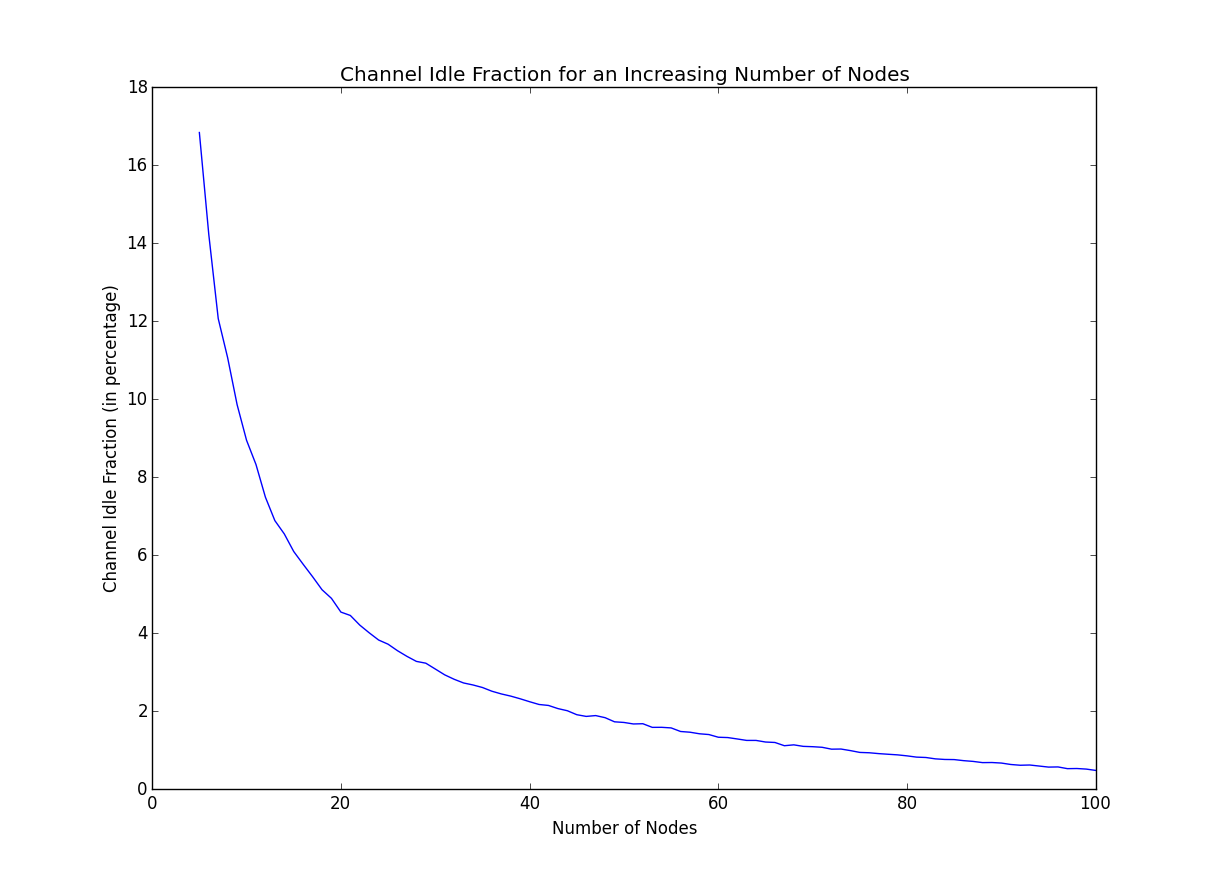 Channel Idle Fraction for an Increasing Number of Nodes
18
16
14
12
10
8
6
4
2
0
Channel Idle Fraction (in percentage)
0 20 40 60 80 100
Number of Nodes